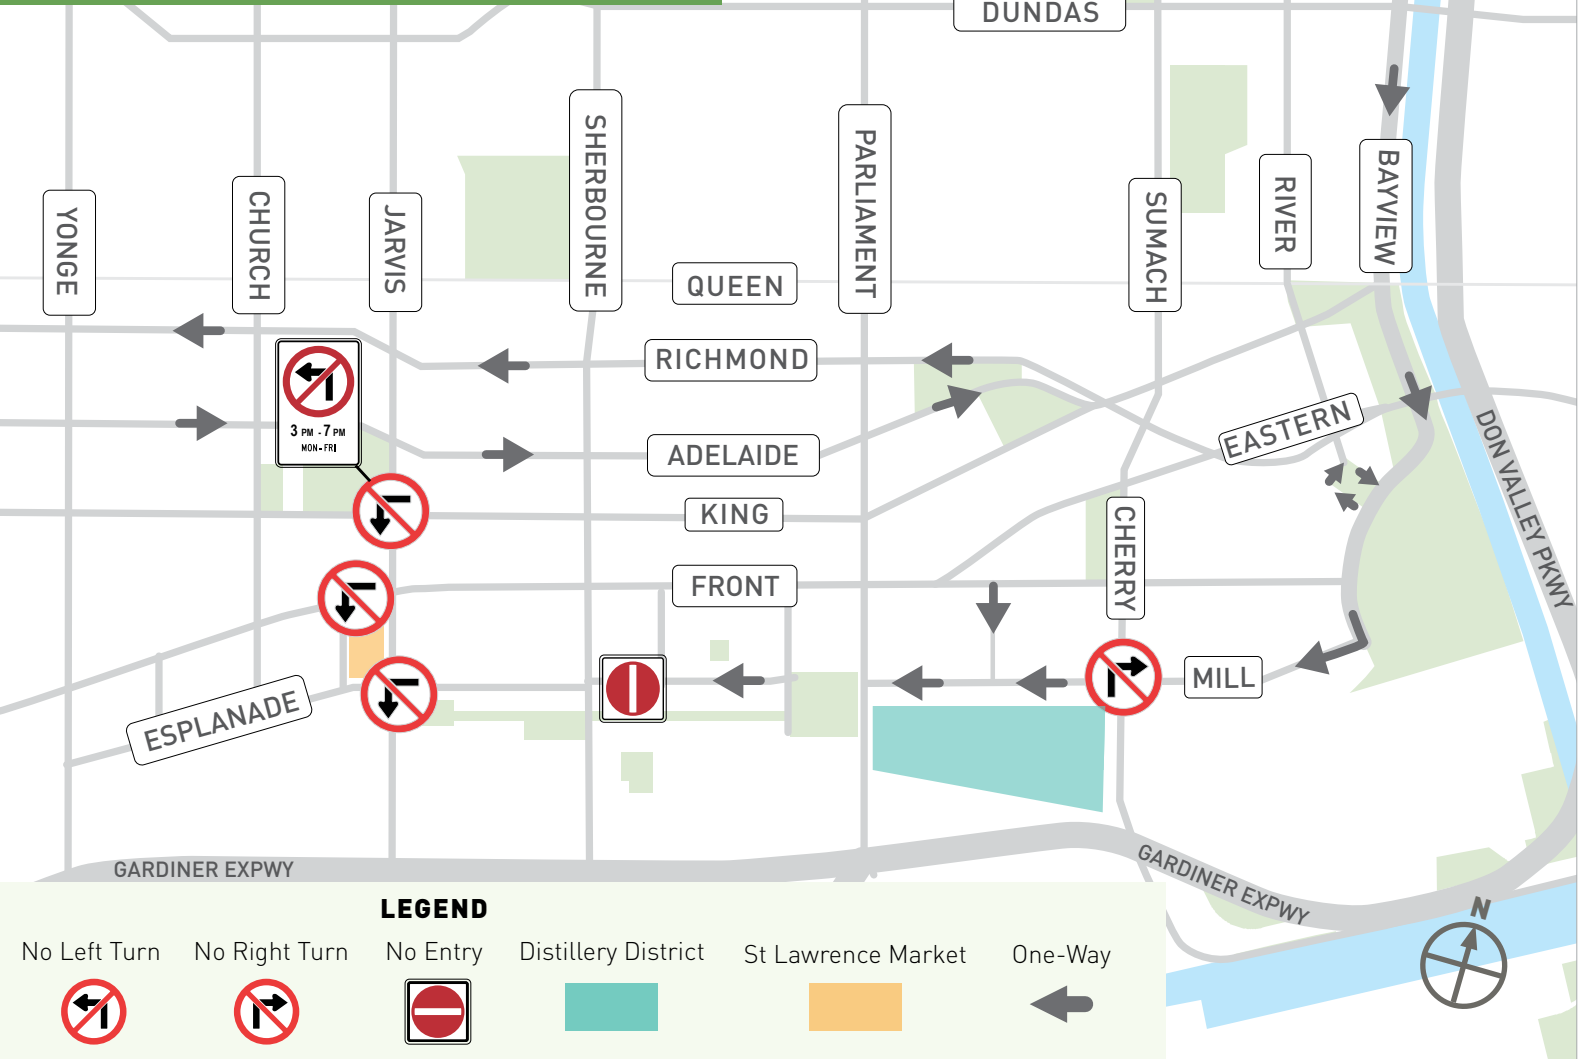 DUNDAS
YONGE
CHURCH
JARVIS
SHERBOURNE
PARLIAMENT
SUMACH
RIVER
BAYVIEW
QUEEN
RICHMOND
3 PM - 7 PM
MON - FRI
ADELAIDE
EASTERN
DON VALLEY PKWY
KING
CHERRY
FRONT
MILL
ESPLANADE
GARDINER EXPWY
GARDINER EXPWY
N
LEGEND
No Left Turn
No Right Turn
No Entry
Distillery District
St Lawrence Market
One-Way